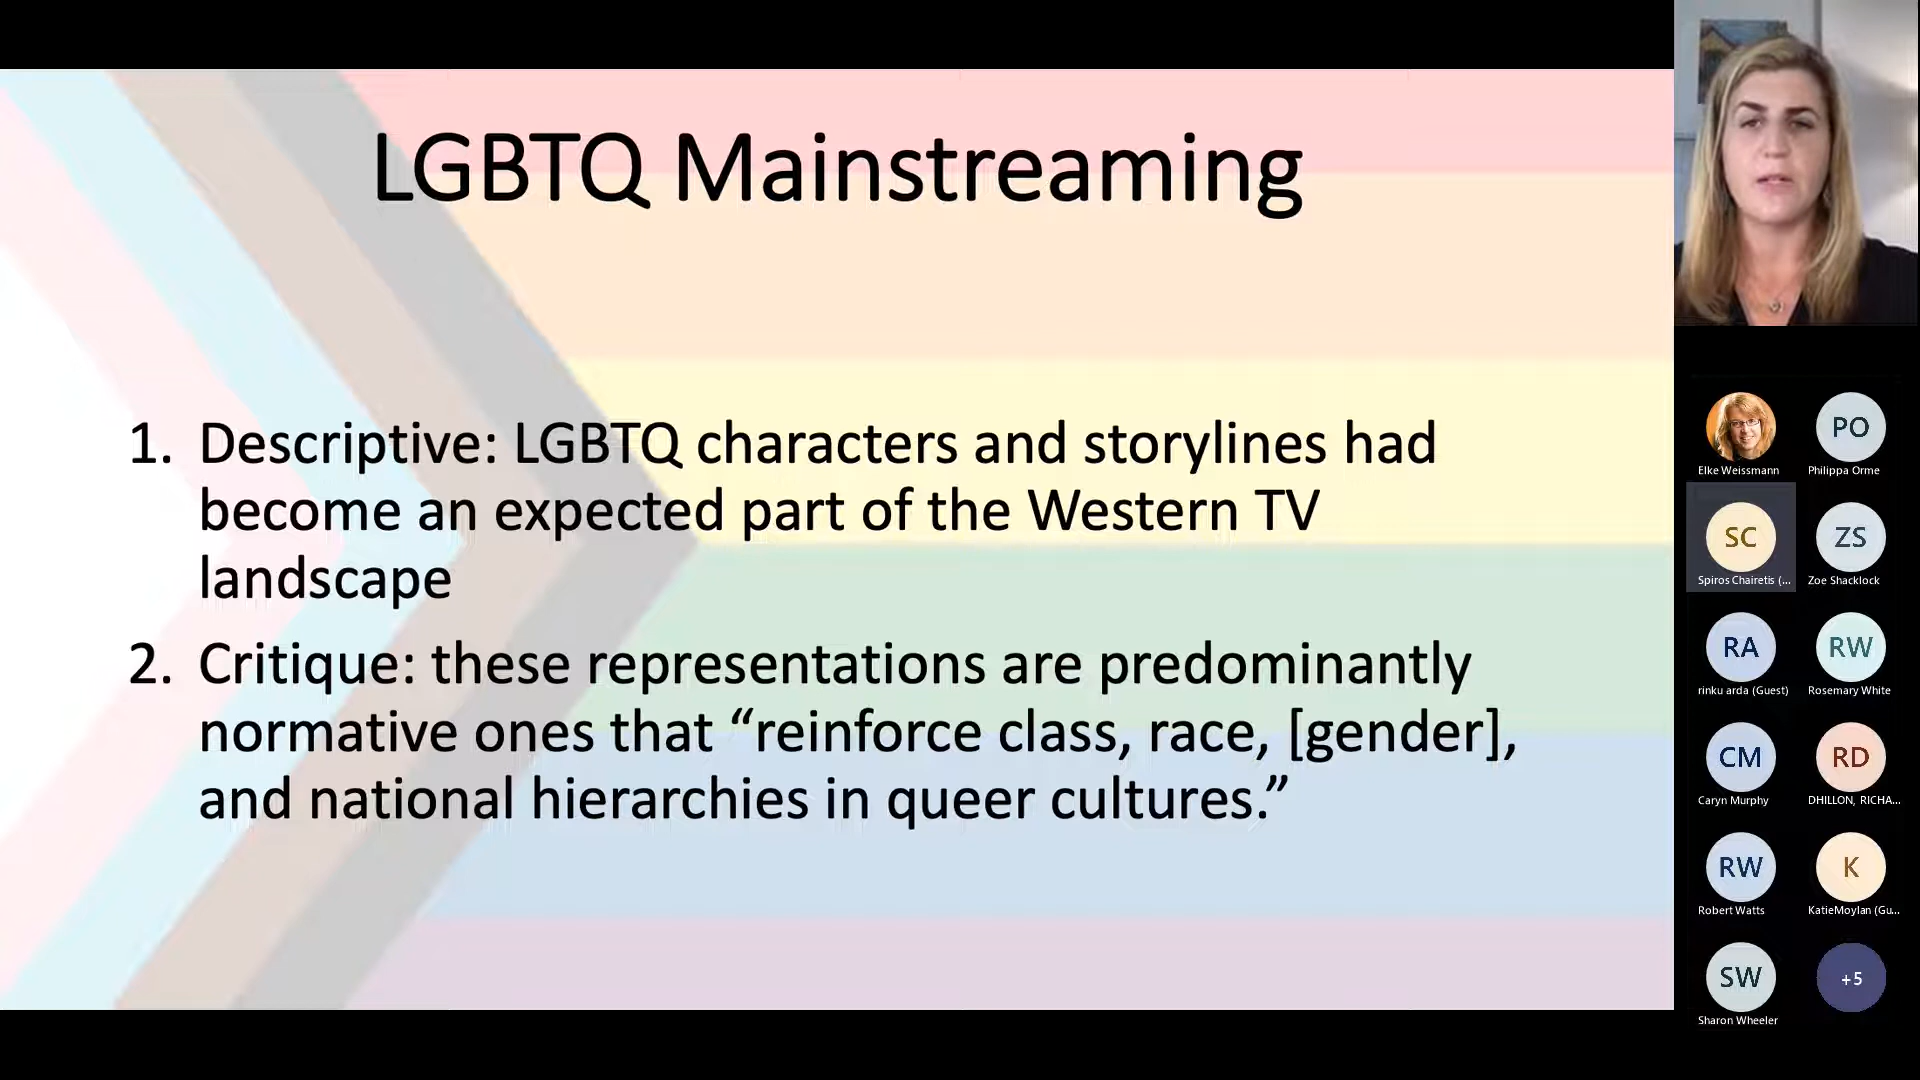 LGBTQ Mainstreaming
1. Descriptive: LGBTQ characters and storylines had
become an expected part of the Western TV
landscape
2. Critique: these representations are predominantly
normative ones that “reinforce class, race, [gender],
and national hierarchies in queer cultures.”
Elke Weissmann
PO
Philippa Orme
SC
Spiros Chairetis (...
ZS
Zoe Shacklock
RA
rinku arda (Guest)
RW
Rosemary White
CM
Caryn Murphy
RD
DHILLON, RICHA...
RW
Robert Watts
K
KatieMoylan (Gu...
SW
Sharon Wheeler
+5